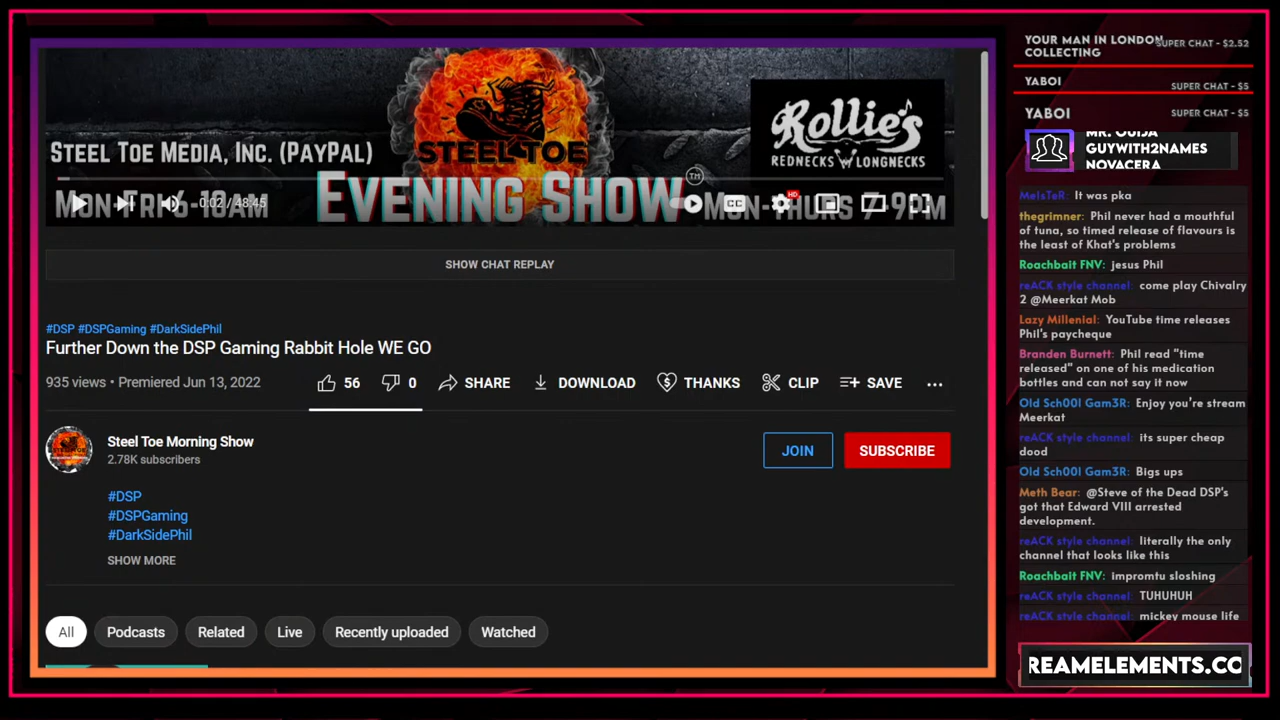 STEEL TOE MEDIA, INC. (PAYPAL)
STEEL TOE
Rollie's
REDNECKS LONGNECKS
MON-FRI 6-10AM
0:02 / 48:45
EVENING SHOW
TM
CC
HD
MON-THURS 7-9PM
SHOW CHAT REPLAY
#DSP #DSPGaming #DarkSidePhil
Further Down the DSP Gaming Rabbit Hole WE GO
935 views • Premiered Jun 13, 2022
56
0
SHARE
DOWNLOAD
THANKS
CLIP
SAVE
Steel Toe Morning Show
2.78K subscribers
JOIN
SUBSCRIBE
#DSP
#DSPGaming
#DarkSidePhil
SHOW MORE
All
Podcasts
Related
Live
Recently uploaded
Watched
YOUR MAN IN LONDON
COLLECTING
SUPER CHAT - $2.52
YABOI
SUPER CHAT - $5
YABOI
SUPER CHAT - $5
MR. OUIJA
GUYWITH2NAMES
NOVACERA
MeIsTeR: It was pka
thegrimner: Phil never had a mouthful
of tuna, so timed release of flavours is
the least of Khat's problems
Roachbait FNV: jesus Phil
reACK style channel: come play Chivalry
2 @Meerkat Mob
Lazy Millenial: YouTube time releases
Phil's paycheque
Branden Burnett: Phil read "time
released" on one of his medication
bottles and can not say it now
Old Sch00l Gam3R: Enjoy you're stream
Meerkat
reACK style channel: its super cheap
dood
Old Sch00l Gam3R: Bigs ups
Meth Bear: @Steve of the Dead DSP's
got that Edward VIII arrested
development.
reACK style channel: literally the only
channel that looks like this
Roachbait FNV: impromtu sloshing
reACK style channel: TUHUHUH
reACK style channel: mickey mouse life
REAMELEMENTS.CO